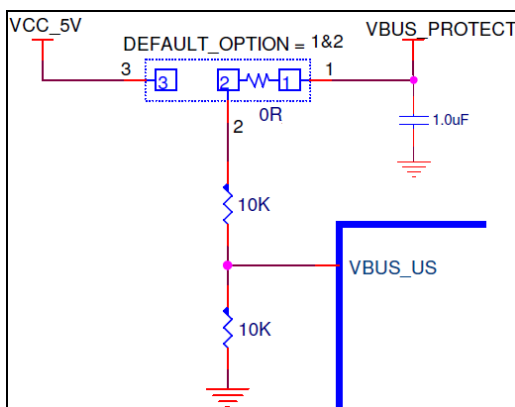 VCC_5V
VBUS_PROTECT
DEFAULT_OPTION = 1&2
3
3
2
1
1
0R
2
1.0uF
10K
VBUS_US
10K